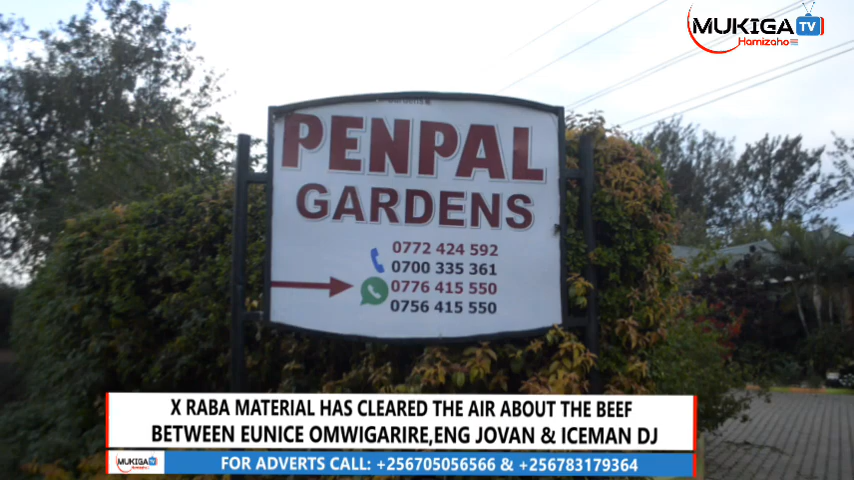 MUKIGA TV
Hamizaho
PENPAL
GARDENS
0772 424 592
0700 335 361
0776 415 550
0756 415 550
X RABA MATERIAL HAS CLEARED THE AIR ABOUT THE BEEF
BETWEEN EUNICE OMWIGARIRE,ENG JOVAN & ICEMAN DJ
MUKIGA TV
FOR ADVERTS CALL: +256705056566 & +256783179364